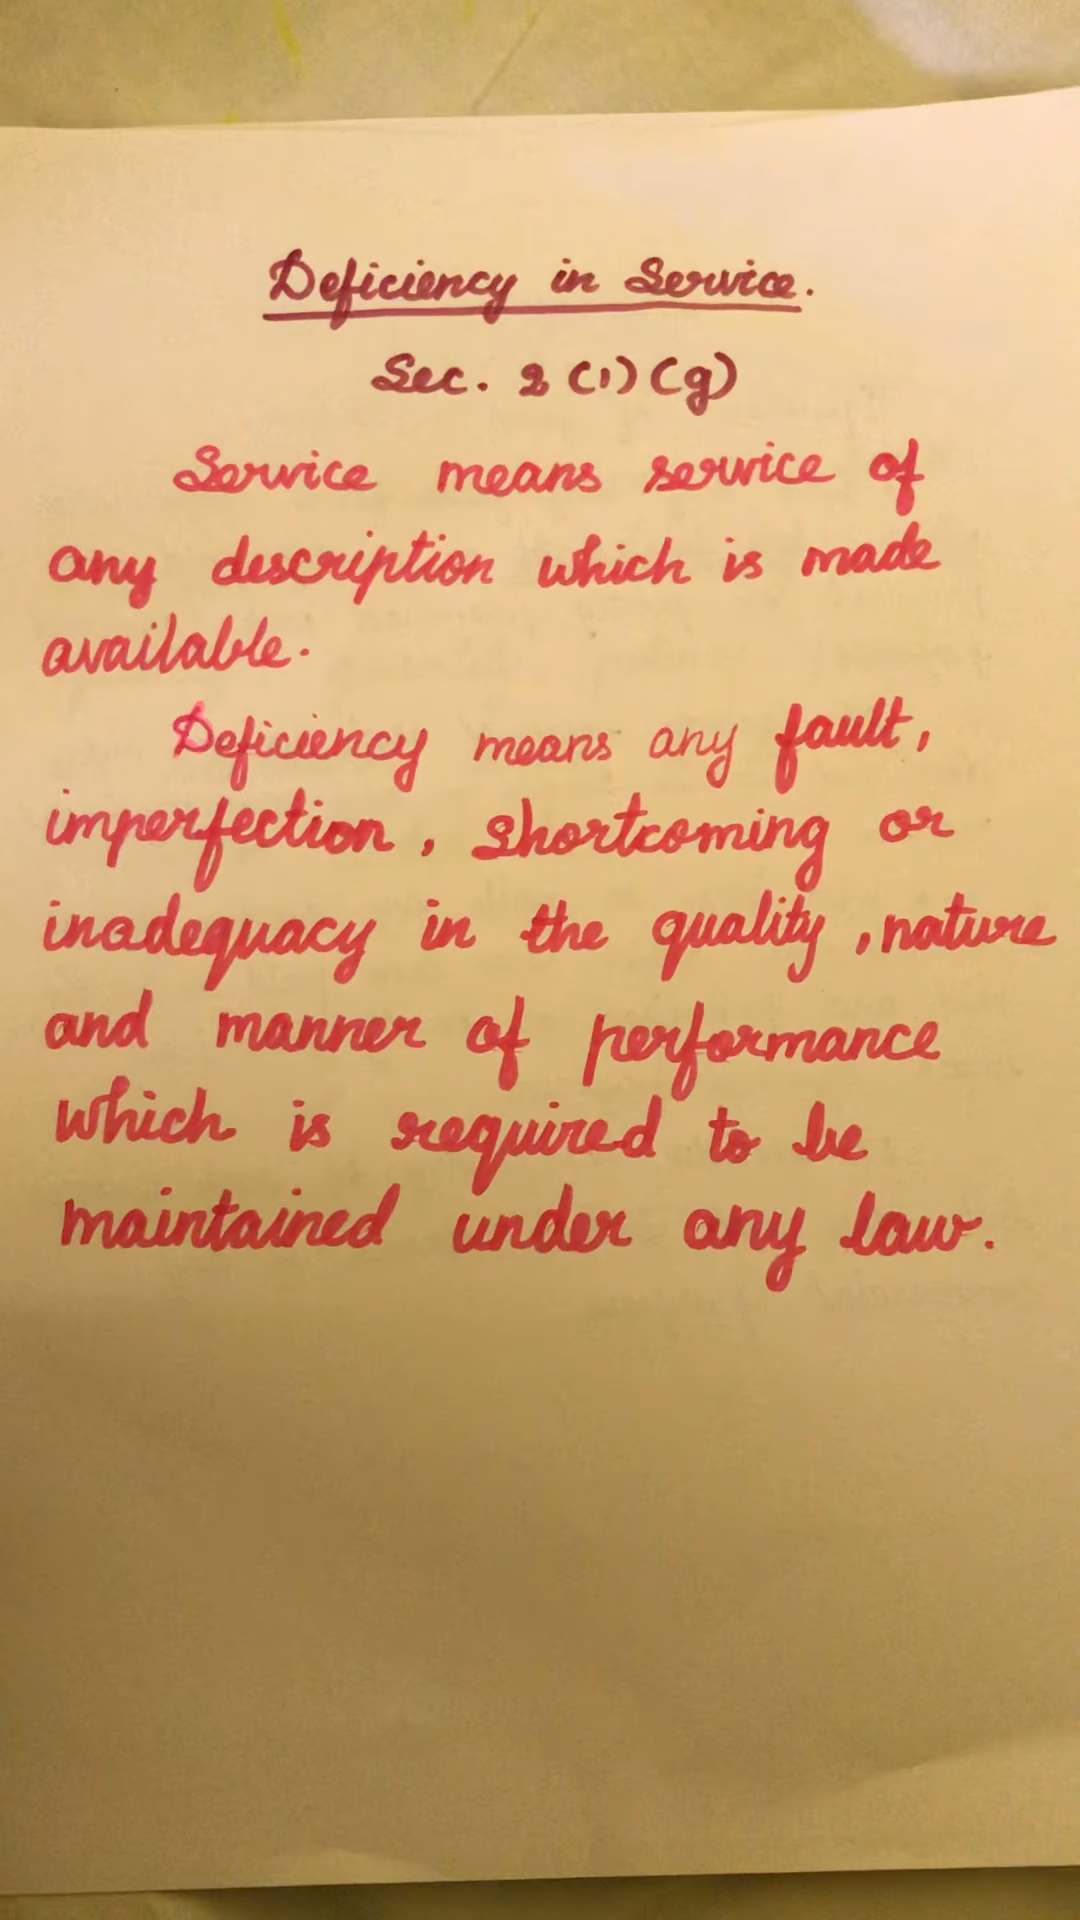 Deficiency in Service.
Sec. 2 (1) (g)
Service means service of
any description which is made
available.
Deficiency means any fault,
imperfection, shortcoming or
inadequacy in the quality, nature
and manner of performance
which is required to be
maintained under any law.